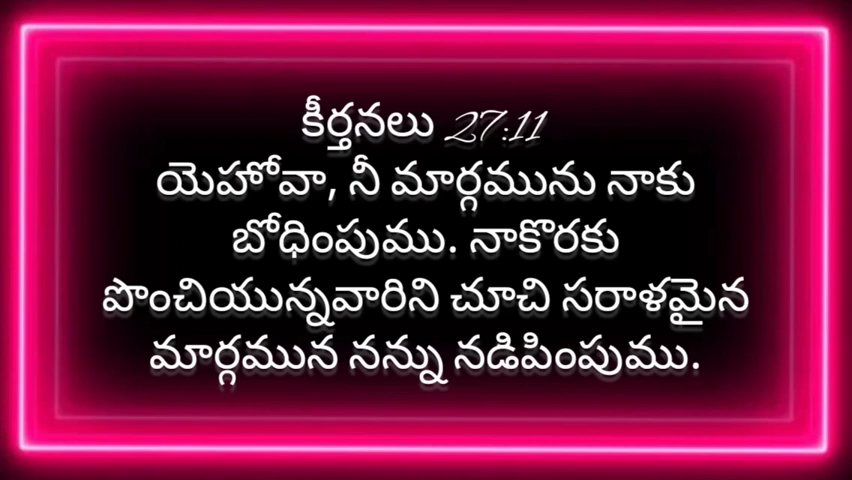 కీర్తనలు 27:11
యెహోవా, నీ మార్గమును నాకు
బోధింపుము. నాకొరకు
పొంచియున్నవారిని చూచి సరాళమైన
మార్గమున నన్ను నడిపింపుము.